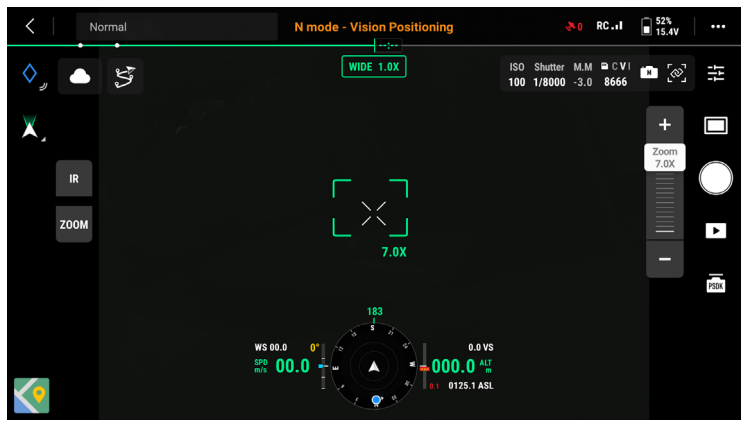 Normal
N mode - Vision Positioning
0
RC
52%
15.4V
--:--
WIDE 1.0X
ISO Shutter M.M C V I
100 1/8000 -3.0 8666
M
Zoom
7.0X
IR
ZOOM
7.0X
PSDK
183
S
E
W
WS 00.0 0°
0.0 VS
SPD
m/s
00.0
000.0
ALT
m
0.1
0125.1 ASL